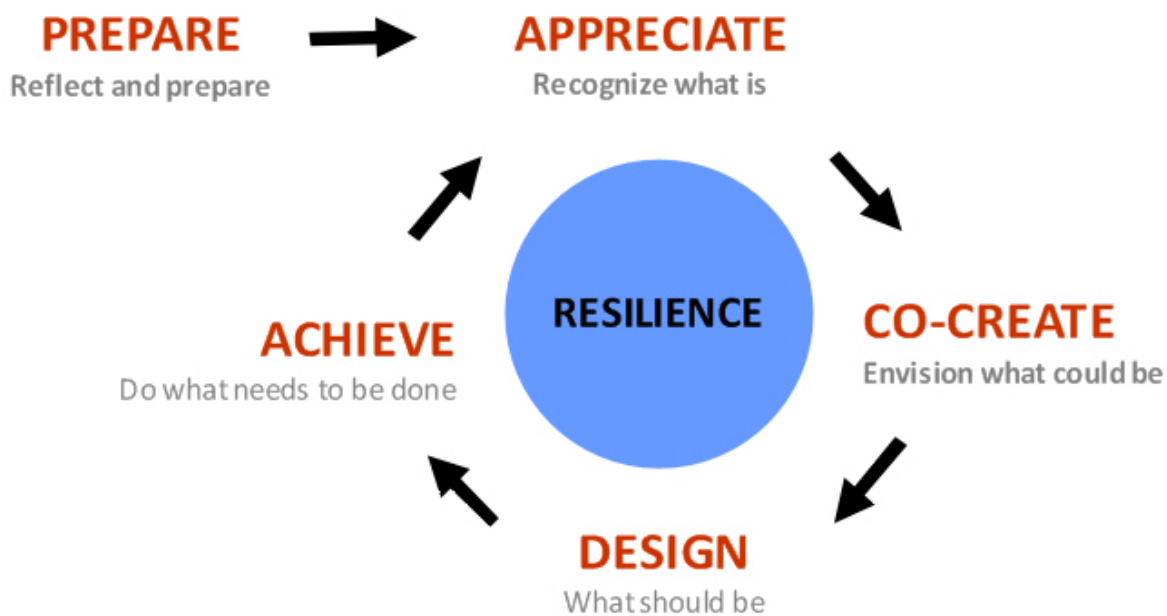 PREPARE
Reflect and prepare
APPRECIATE
Recognize what is
RESILIENCE
CO-CREATE
Envision what could be
DESIGN
What should be
ACHIEVE
Do what needs to be done